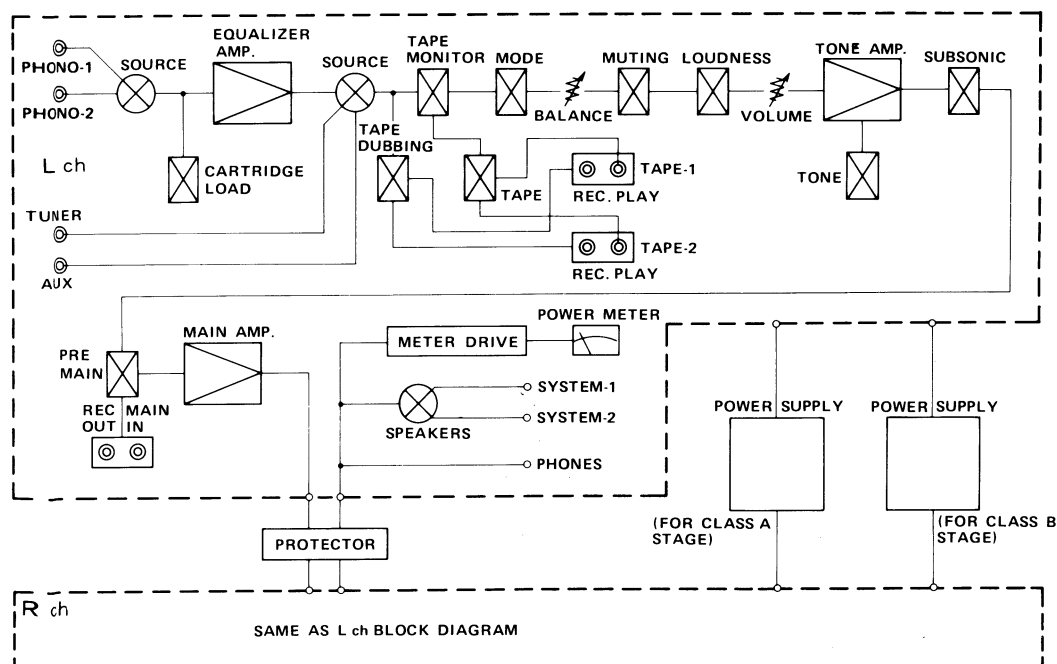 PHONO-1
PHONO-2
SOURCE
EQUALIZER
AMP.
SOURCE
TAPE
MONITOR
MODE
BALANCE
MUTING
LOUDNESS
VOLUME
TONE AMP.
SUBSONIC
L ch
CARTRIDGE
LOAD
TAPE
DUBBING
TAPE
TAPE-1
REC. PLAY
TONE
TUNER
AUX
TAPE-2
REC. PLAY
PRE
MAIN
MAIN AMP.
REC
OUT
MAIN
IN
METER DRIVE
POWER METER
SPEAKERS
SYSTEM-1
SYSTEM-2
PHONES
POWER SUPPLY
POWER SUPPLY
(FOR CLASS A
STAGE)
(FOR CLASS B
STAGE)
PROTECTOR
R ch
SAME AS L ch BLOCK DIAGRAM